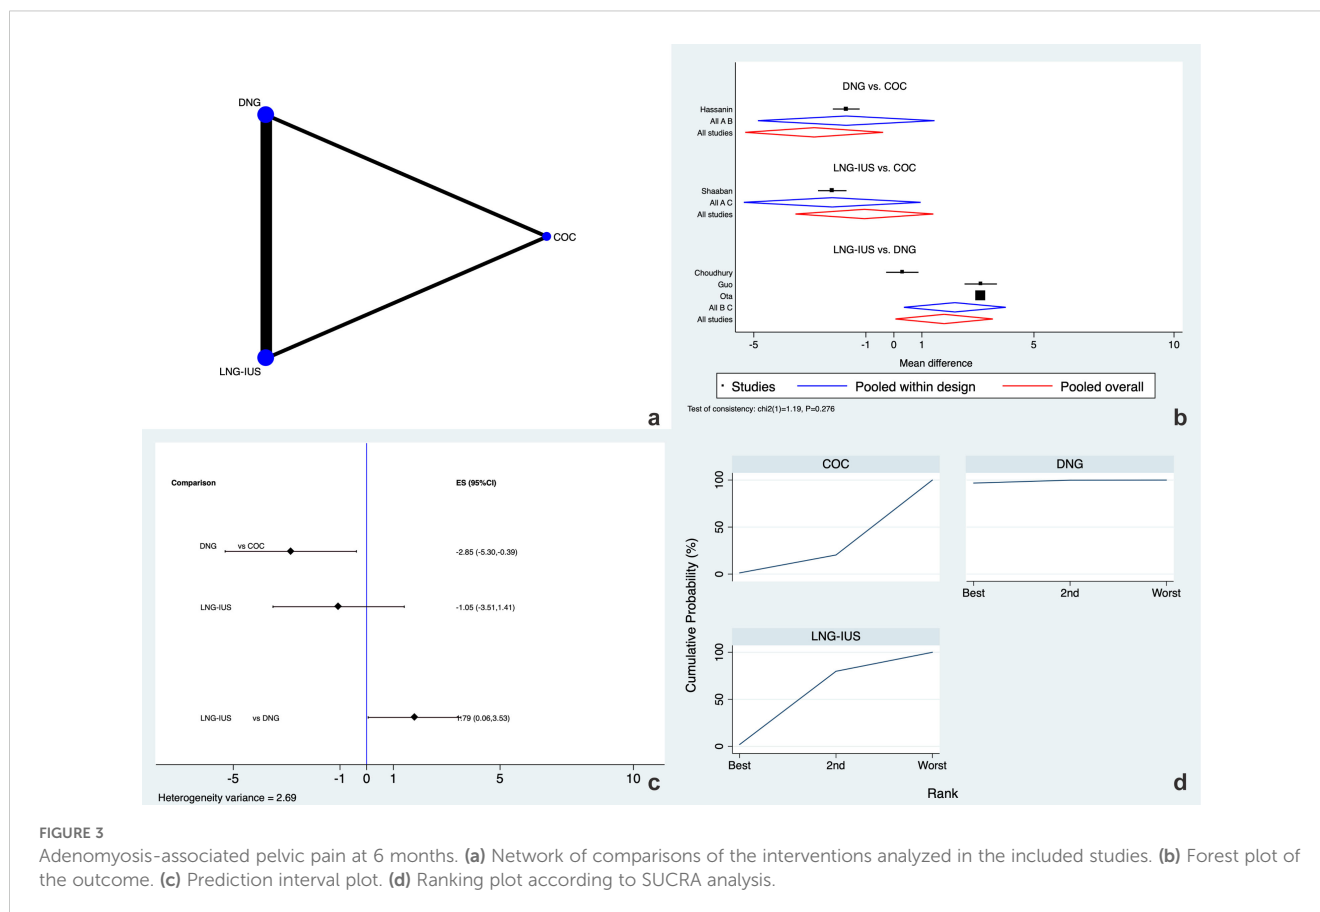 DNG
COC
LNG-IUS
a
DNG vs. COC
Hassanin
All A B
All studies
LNG-IUS vs. COC
Shaaban
All A C
All studies
LNG-IUS vs. DNG
Choudhury
Guo
Ota
All B C
All studies
-5 -1 0 1 5 10
Mean difference
Studies Pooled within design Pooled overall
Test of consistency: chi2(1)=1.19, P=0.276
b
Comparison ES (95%CI)
DNG vs COC -2.85 (-5.30,-0.39)
LNG-IUS -1.05 (-3.51,1.41)
LNG-IUS vs DNG 1.79 (0.06,3.53)
-5 -1 0 1 5 10
Heterogeneity variance = 2.69
c
COC
100
50
0
DNG
Best 2nd Worst
LNG-IUS
100
50
0
Best 2nd Worst
Cumulative Probability (%)
Rank
d
FIGURE 3
Adenomyosis-associated pelvic pain at 6 months. (a) Network of comparisons of the interventions analyzed in the included studies. (b) Forest plot of
the outcome. (c) Prediction interval plot. (d) Ranking plot according to SUCRA analysis.